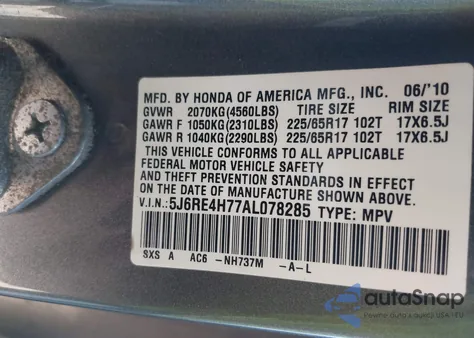 MFD. BY HONDA OF AMERICA MFG., INC. 06/'10
GVWR 2070KG(4560LBS) TIRE SIZE RIM SIZE
GAWR F 1050KG(2310LBS) 225/65R17 102T 17X6.5J
GAWR R 1040KG(2290LBS) 225/65R17 102T 17X6.5J
THIS VEHICLE CONFORMS TO ALL APPLICABLE
FEDERAL MOTOR VEHICLE SAFETY
AND THEFT PREVENTION STANDARDS IN EFFECT
ON THE DATE OF MANUFACTURE SHOWN ABOVE.
V.I.N.: 5J6RE4H77AL078285 TYPE: MPV
SXS A AC6 -NH737M -A-L
autoSnap